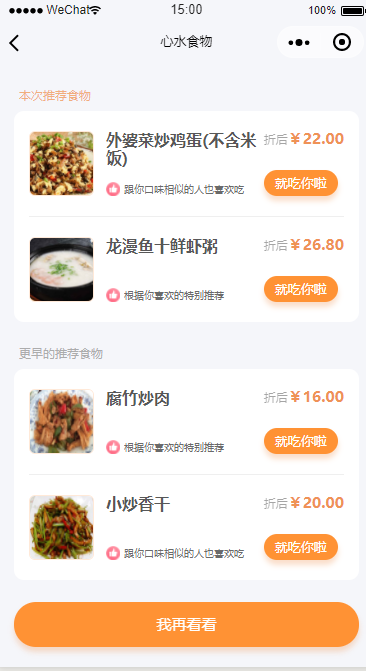 ●●●●● WeChat 15:00 100%
心水食物
本次推荐食物
外婆菜炒鸡蛋(不含米
饭)
折后¥22.00
跟你口味相似的人也喜欢吃
就吃你啦
龙漫鱼十鲜虾粥
折后¥26.80
根据你喜欢的特别推荐
就吃你啦
更早的推荐食物
腐竹炒肉
折后¥16.00
根据你喜欢的特别推荐
就吃你啦
小炒香干
折后¥20.00
跟你口味相似的人也喜欢吃
就吃你啦
我再看看